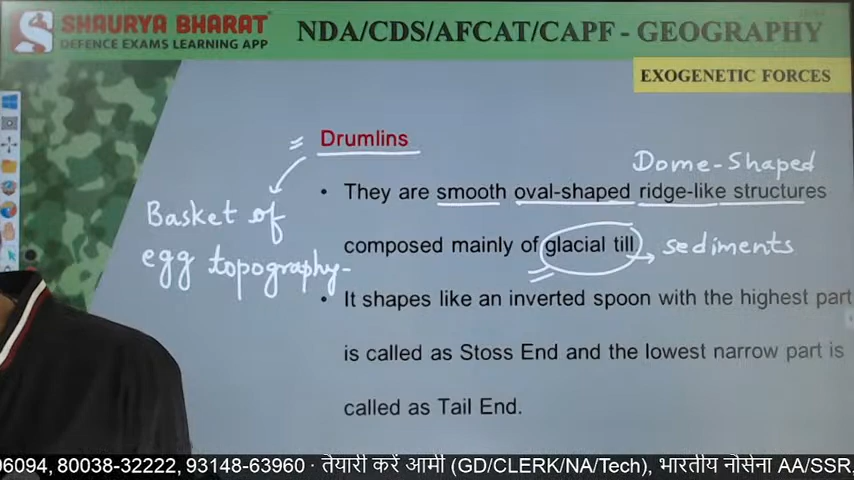 SHAURYA BHARAT
DEFENCE EXAMS LEARNING APP
NDA/CDS/AFCAT/CAPF - GEOGRAPHY
EXOGENETIC FORCES
Drumlins
Dome-Shaped
• They are smooth oval-shaped ridge-like structures
Basket of
egg topography-
composed mainly of glacial till → sediments
• It shapes like an inverted spoon with the highest part
is called as Stoss End and the lowest narrow part is
called as Tail End.
06094, 80038-32222, 93148-63960 · तैयारी करें आर्मी (GD/CLERK/NA/Tech), भारतीय नौसेना AA/SSR,